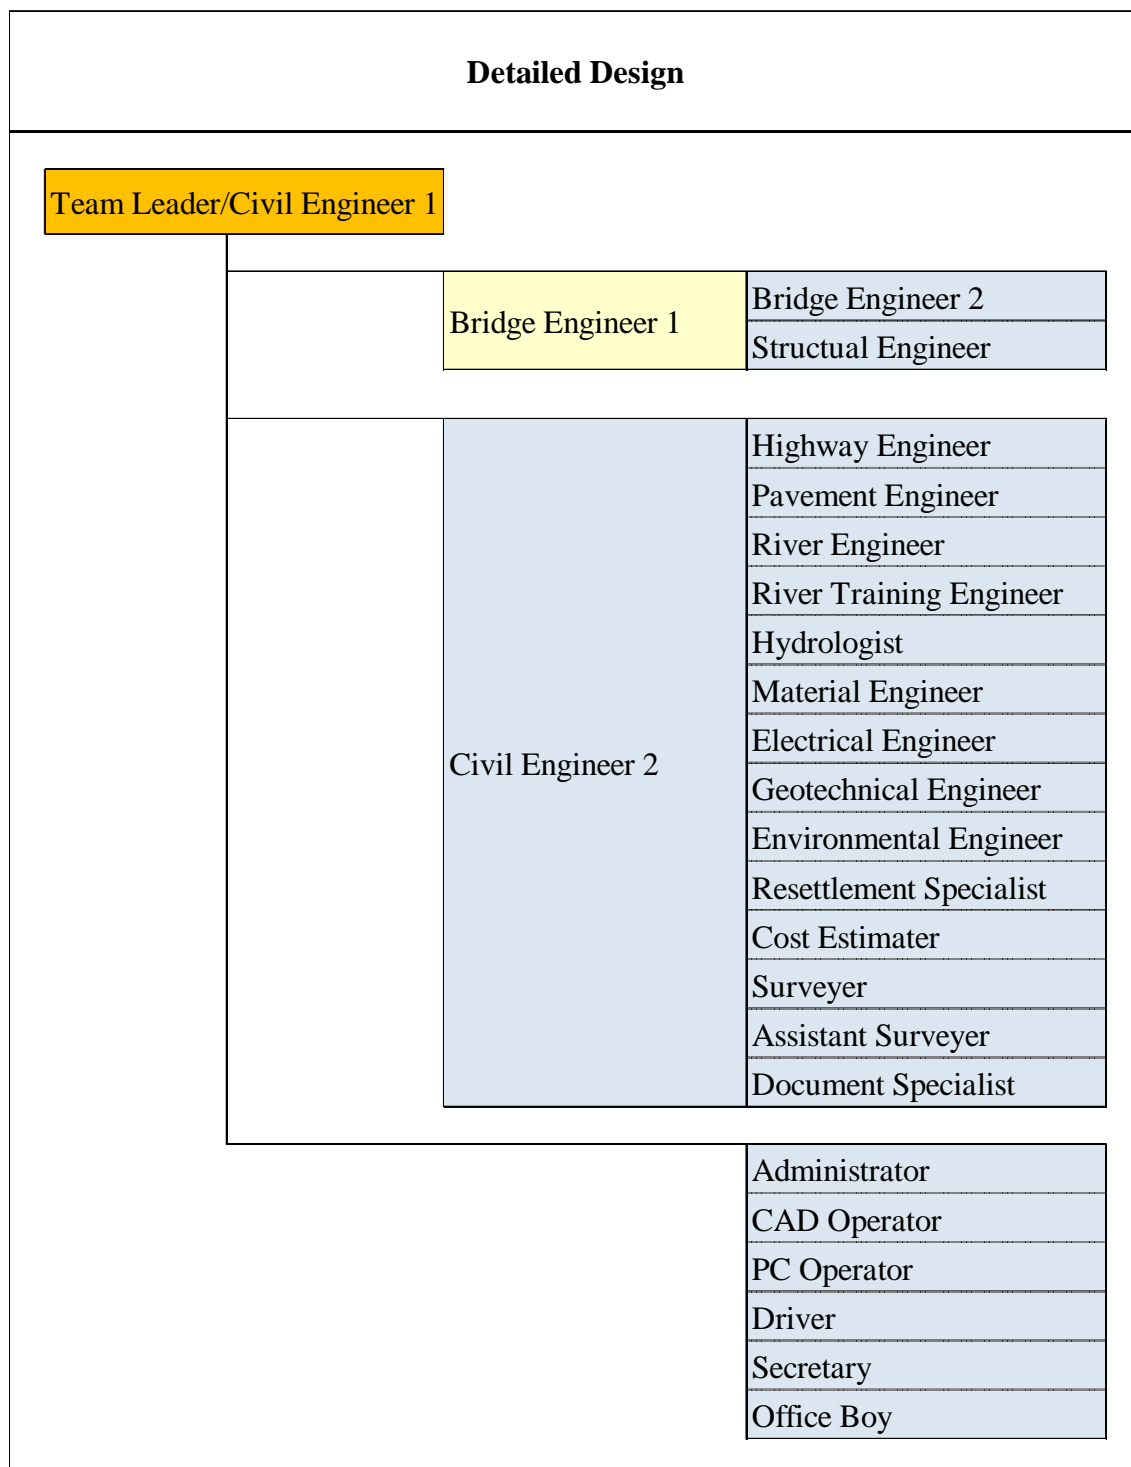 Detailed Design
Team Leader/Civil Engineer 1
Bridge Engineer 1
Bridge Engineer 2
Structual Engineer
Civil Engineer 2
Highway Engineer
Pavement Engineer
River Engineer
River Training Engineer
Hydrologist
Material Engineer
Electrical Engineer
Geotechnical Engineer
Environmental Engineer
Resettlement Specialist
Cost Estimater
Surveyer
Assistant Surveyer
Document Specialist
Administrator
CAD Operator
PC Operator
Driver
Secretary
Office Boy